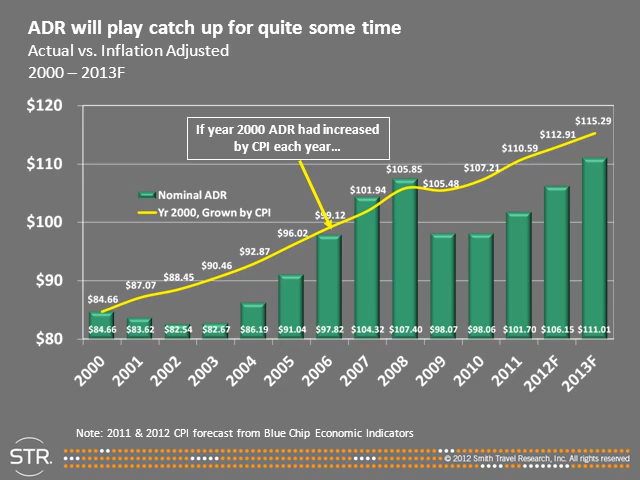 ADR will play catch up for quite some time
Actual vs. Inflation Adjusted
2000 – 2013F
$120
$110
$100
$90
$80
If year 2000 ADR had increased
by CPI each year...
Nominal ADR
Yr 2000, Grown by CPI
$84.66
$87.07
$88.45
$90.46
$92.87
$96.02
$99.12
$101.94
$105.85
$105.48
$107.21
$110.59
$112.91
$115.29
$84.66 $83.62 $82.54 $82.67 $86.19 $91.04 $97.82 $104.32 $107.40 $98.07 $98.06 $101.70 $106.15 $111.01
2000 2001 2002 2003 2004 2005 2006 2007 2008 2009 2010 2011 2012F 2013F
Note: 2011 & 2012 CPI forecast from Blue Chip Economic Indicators
STR.
© 2012 Smith Travel Research, Inc. All rights reserved